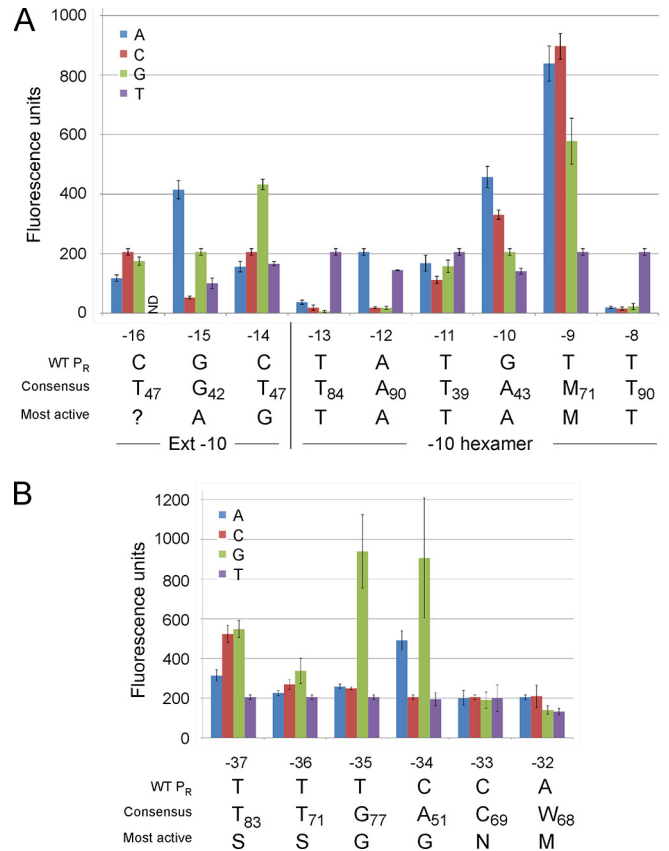 A
1000
800
600
400
200
0
Fluorescence units
A
C
G
T
ND
-16 -15 -14 -13 -12 -11 -10 -9 -8
WT PR C G C T A T G T T
Consensus T47 G42 T47 T84 A90 T39 A43 M71 T90
Most active ? A G T A T A M T
Ext -10 -10 hexamer
B
1200
1000
800
600
400
200
0
Fluorescence units
A
C
G
T
-37 -36 -35 -34 -33 -32
WT PR T T T C C A
Consensus T83 T71 G77 A51 C69 W68
Most active S S G G N M